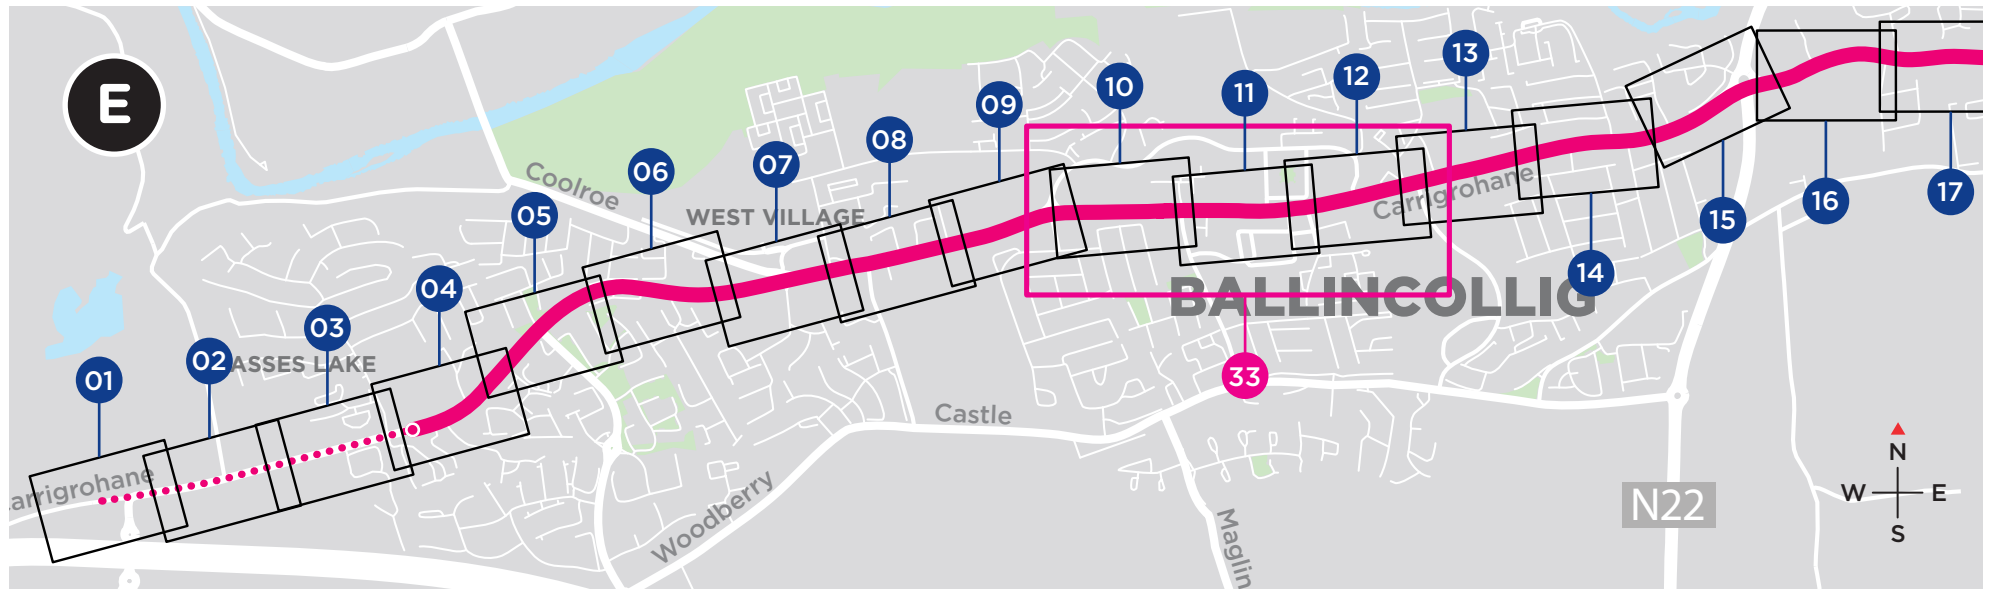 E
01
02
03
04
05
06
07
08
09
10
11
12
13
14
15
16
17
33
Coolroe
WEST VILLAGE
ASSES LAKE
arrigrohane
Carrigrohane
BALLINCOLLIG
Castle
Woodberry
Maglin
N22
N
W E
S